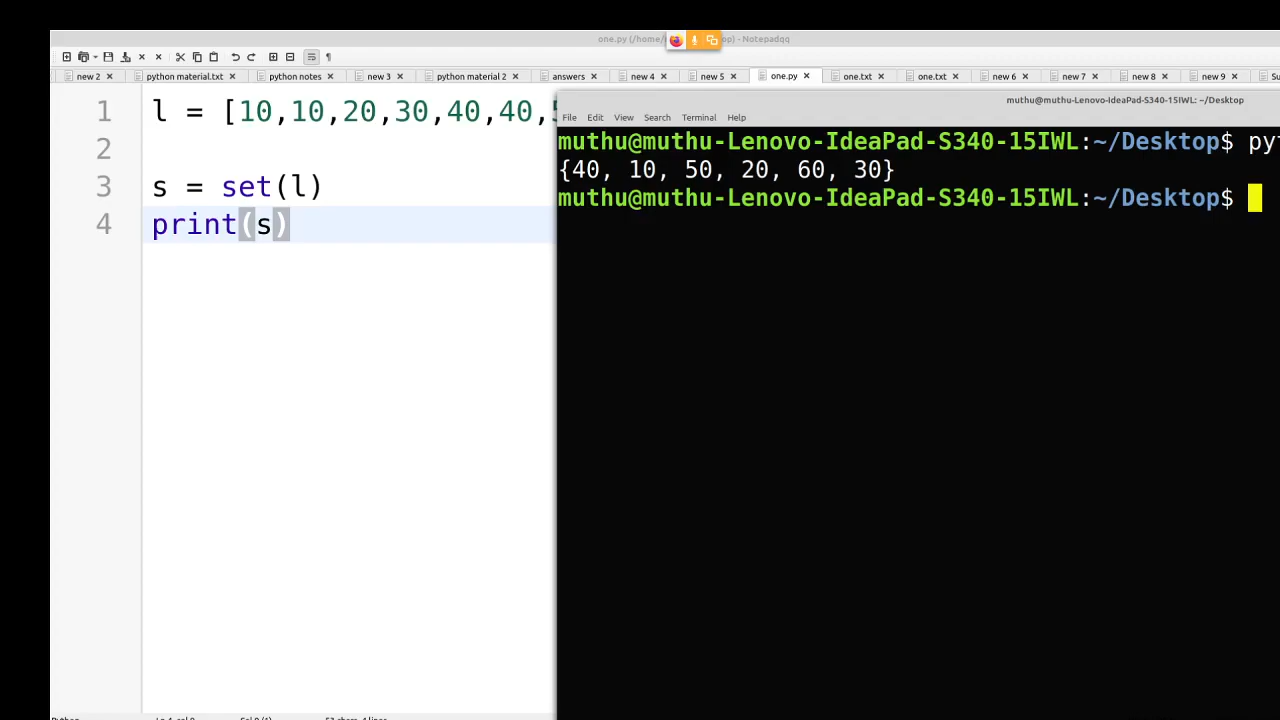 one.py (/home/ op) - Notepadqq
new 2 python material.txt python notes new 3 python material 2 answers new 4 new 5 one.py one.txt one.txt new 6 new 7 new 8 new 9 Su
1 l = [10,10,20,30,40,40,
2
3 s = set(l)
4 print(s)
muthu@muthu-Lenovo-IdeaPad-S340-15IWL: ~/Desktop
File Edit View Search Terminal Help
muthu@muthu-Lenovo-IdeaPad-S340-15IWL:~/Desktop$ py
{40, 10, 50, 20, 60, 30}
muthu@muthu-Lenovo-IdeaPad-S340-15IWL:~/Desktop$